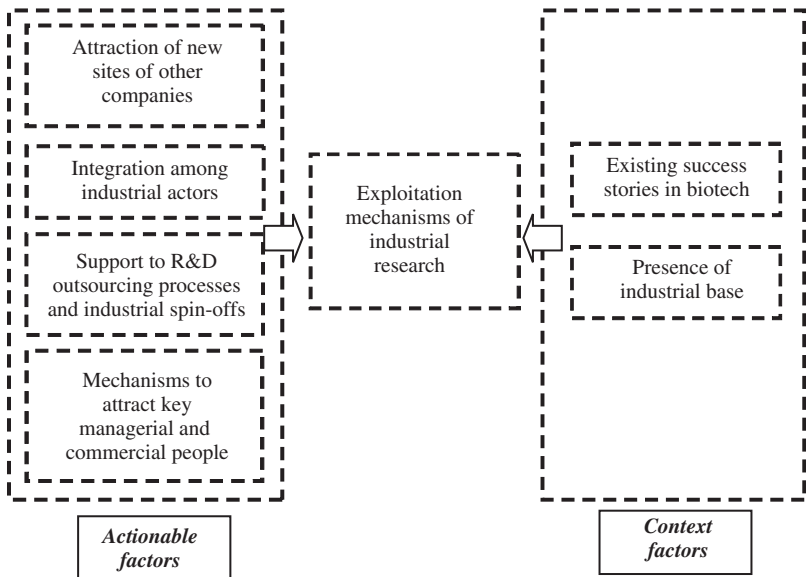 Attraction of new
sites of other
companies
Integration among
industrial actors
Support to R&D
outsourcing processes
and industrial spin-offs
Mechanisms to
attract key
managerial and
commercial people
Actionable
factors
Exploitation
mechanisms of
industrial
research
Existing success
stories in biotech
Presence of
industrial base
Context
factors